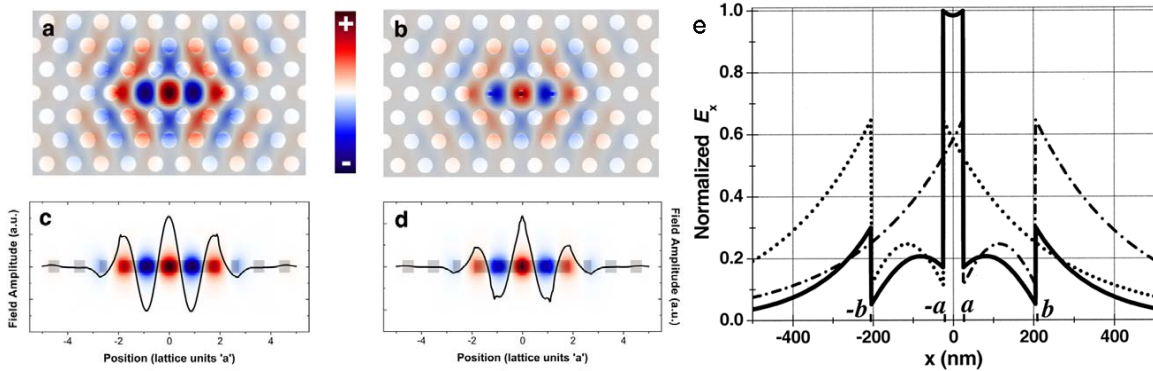 a
+
-
b
c
Field Amplitude (a.u.)
-4 -2 0 2 4
Position (lattice units 'a')
d
Field Amplitude (a.u.)
-4 -2 0 2 4
Position (lattice units 'a')
e
Normalized Eₓ
1.0
0.8
0.6
0.4
0.2
0.0
-b -a a b
-400 -200 0 200 400
x (nm)